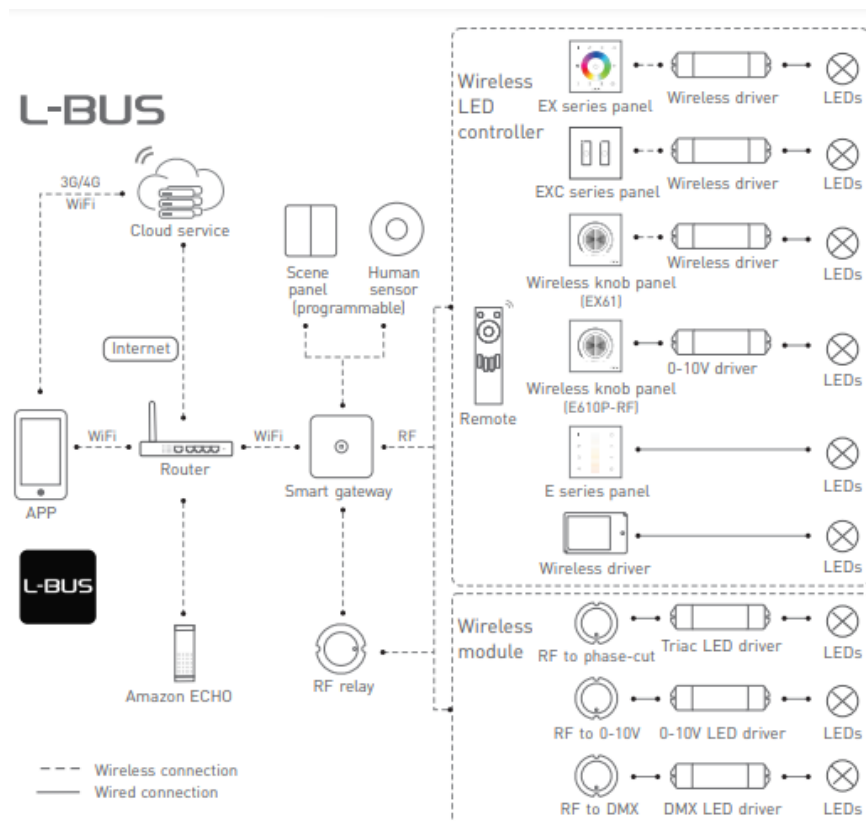 L-BUS
3G/4G
WiFi
Cloud service
Internet
WiFi
Router
WiFi
RF
APP
Smart gateway
L-BUS
Amazon ECHO
RF relay
Scene
panel
Human
sensor
(programmable)
Wireless connection
Wired connection
Wireless
LED
controller
Remote
EX series panel
Wireless driver
LEDs
EXC series panel
Wireless driver
LEDs
Wireless knob panel
(EX61)
Wireless driver
LEDs
Wireless knob panel
(E610P-RF)
0-10V driver
LEDs
E series panel
LEDs
Wireless driver
LEDs
Wireless
module
RF to phase-cut
Triac LED driver
LEDs
RF to 0-10V
0-10V LED driver
LEDs
RF to DMX
DMX LED driver
LEDs